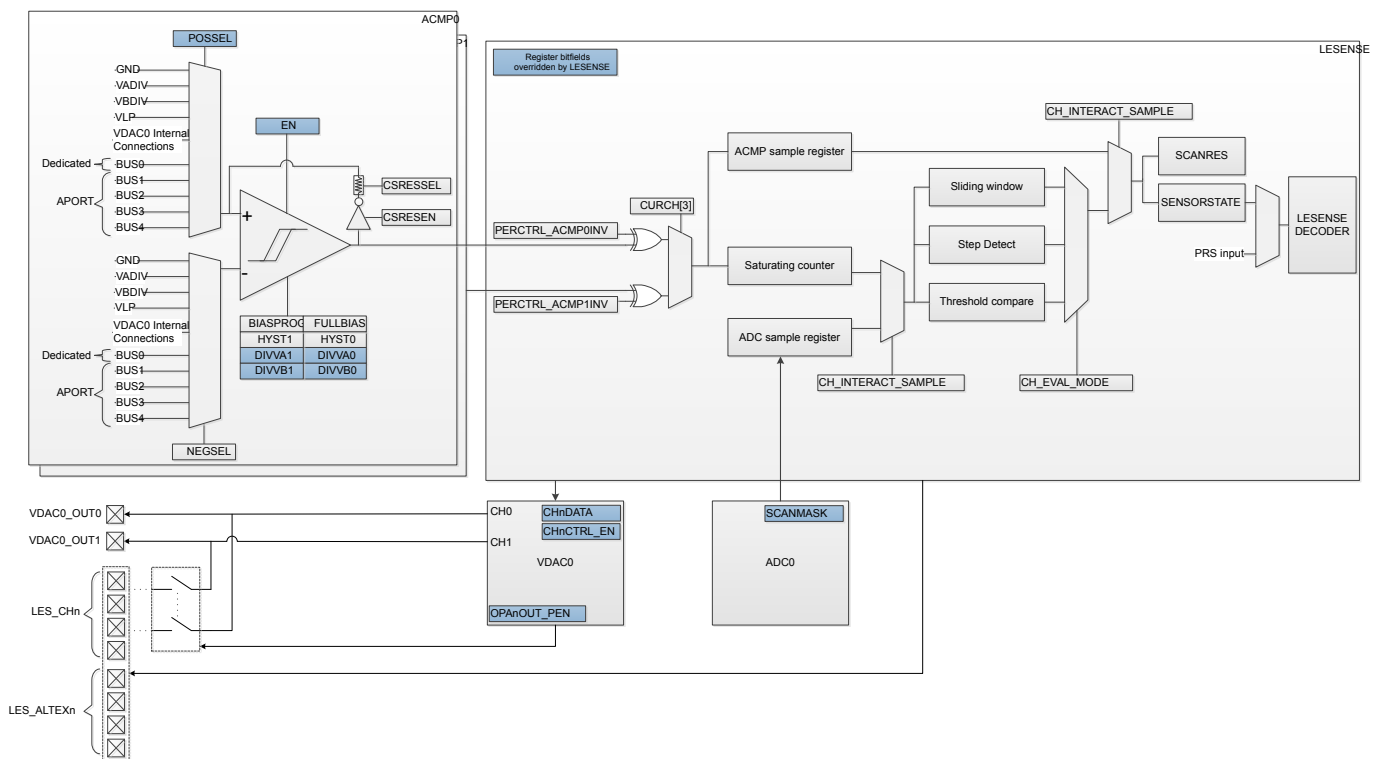 ACMP0
P1
POSSEL
GND
VADIV
VBDIV
VLP
VDAC0 Internal
Connections
Dedicated
BUS0
APORT
BUS1
BUS2
BUS3
BUS4
EN
CSRESSEL
CSRESEN
+
-
GND
VADIV
VBDIV
VLP
VDAC0 Internal
Connections
Dedicated
BUS0
APORT
BUS1
BUS2
BUS3
BUS4
BIASPROG FULLBIAS
HYST1 HYST0
DIVVA1 DIVVA0
DIVVB1 DIVVB0
NEGSEL
LESENSE
Register bitfields
overridden by LESENSE
PERCTRL_ACMP0INV
PERCTRL_ACMP1INV
CURCH[3]
ACMP sample register
Saturating counter
ADC sample register
CH_INTERACT_SAMPLE
Sliding window
Step Detect
Threshold compare
CH_EVAL_MODE
CH_INTERACT_SAMPLE
SCANRES
SENSORSTATE
PRS input
LESENSE
DECODER
VDAC0_OUT0
VDAC0_OUT1
LES_CHn
LES_ALTEXn
CH0
CH1
CHnDATA
CHnCTRL_EN
VDAC0
OPAnOUT_PEN
SCANMASK
ADC0